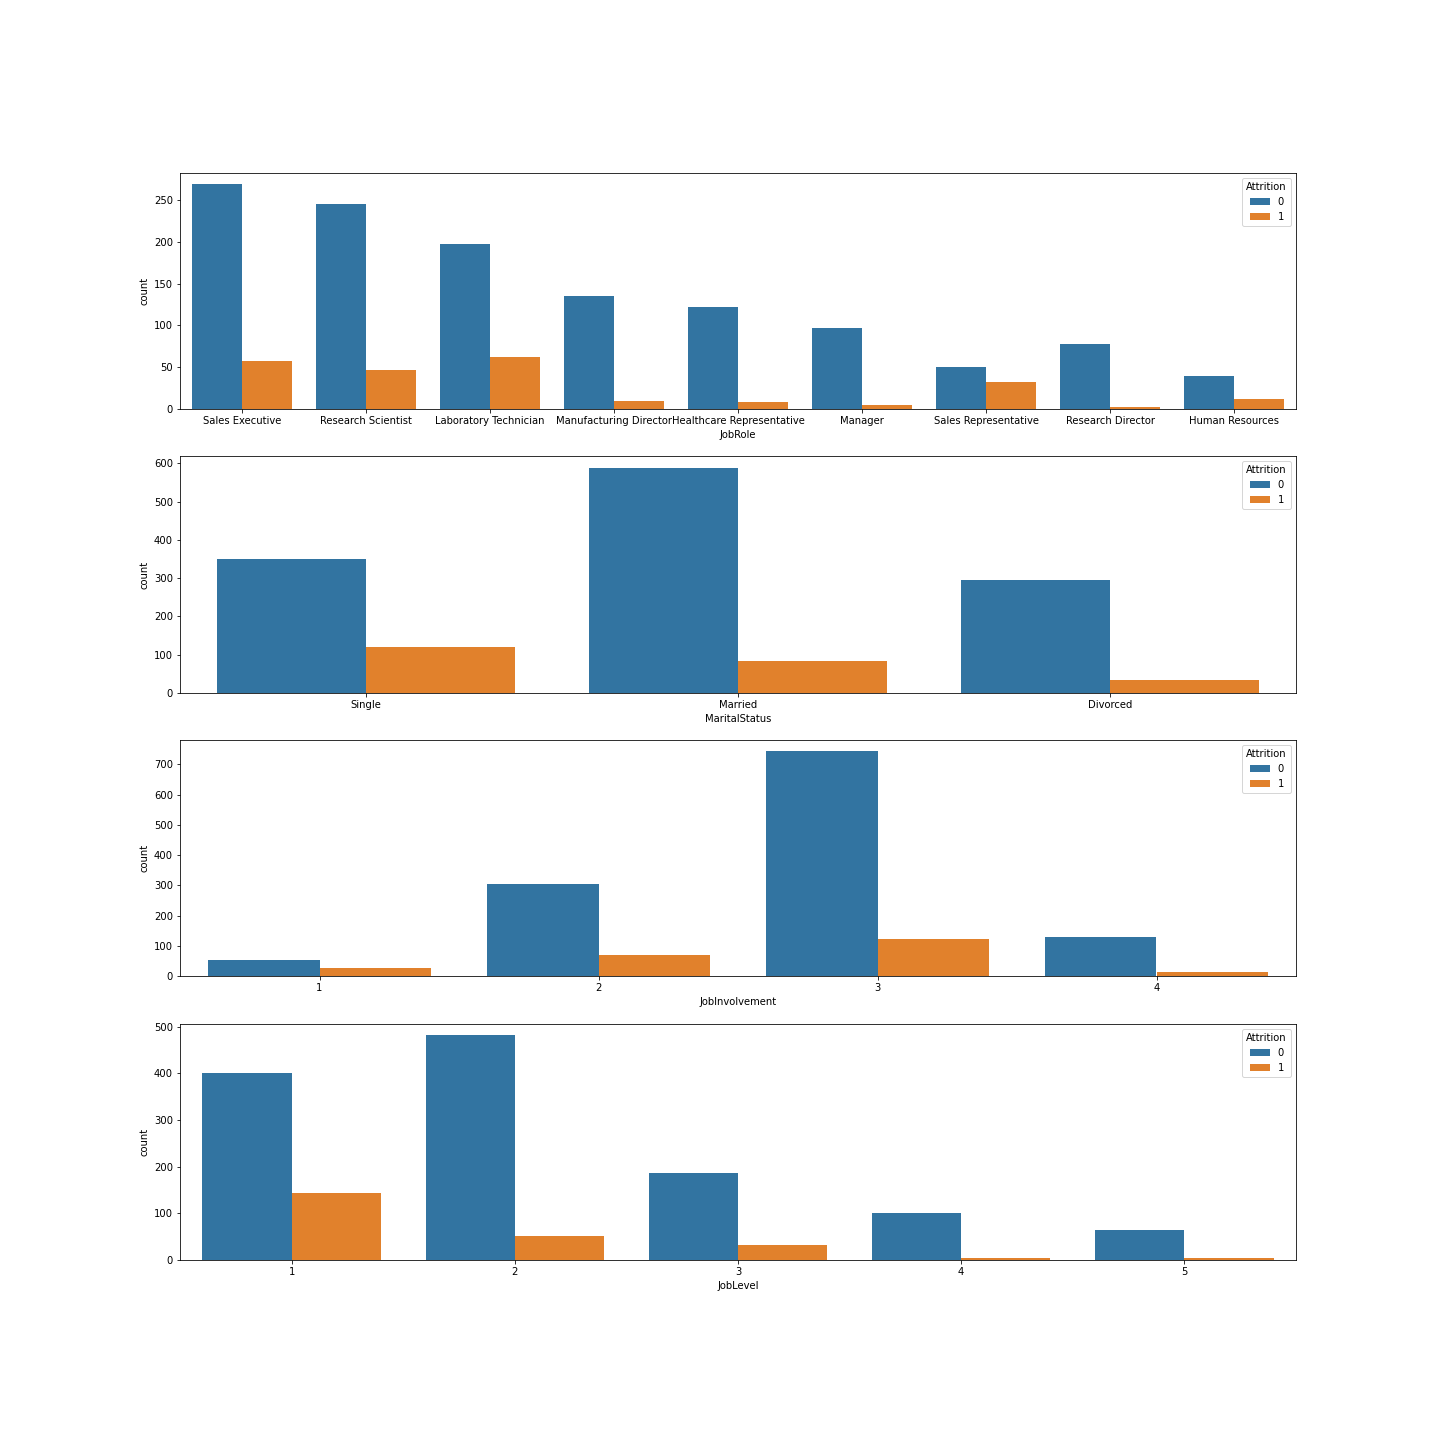 Attrition
0
1
250
200
150
100
50
0
count
Sales Executive Research Scientist Laboratory Technician Manufacturing Director Healthcare Representative Manager Sales Representative Research Director Human Resources
JobRole
Attrition
0
1
600
500
400
300
200
100
0
count
Single Married Divorced
MaritalStatus
Attrition
0
1
700
600
500
400
300
200
100
0
count
1 2 3 4
JobInvolvement
Attrition
0
1
500
400
300
200
100
0
count
1 2 3 4 5
JobLevel